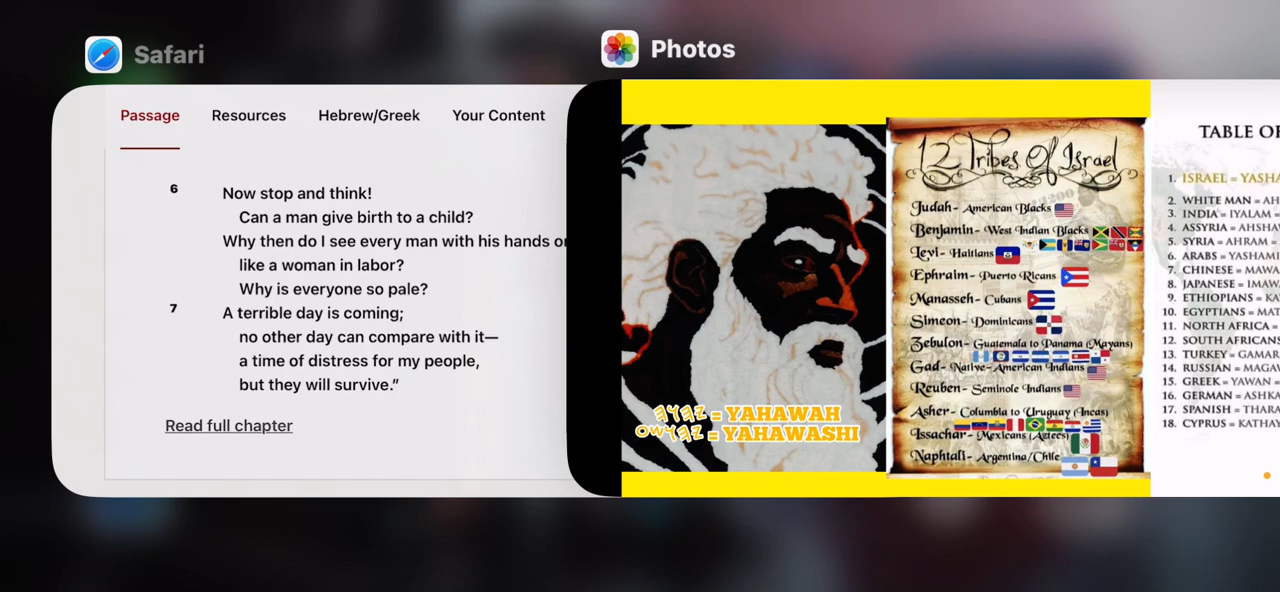 Safari
Passage
Resources
Hebrew/Greek
Your Content
6 Now stop and think!
Can a man give birth to a child?
Why then do I see every man with his hands
like a woman in labor?
Why is everyone so pale?
7 A terrible day is coming;
no other day can compare with it—
a time of distress for my people,
but they will survive.”
Read full chapter
Photos
𐤄𐤅𐤄𐤉 = YAHAWAH
= YAHAWASHI
12 Tribes Of Israel
Judah- American Blacks
Benjamin- West Indian Blacks
Levi- Haitians
Ephraim- Puerto Ricans
Manasseh- Cubans
Simeon- Dominicans
Zebulon- Guatemala to Panama (Mayans)
Gad- Native-American Indians
Reuben- Seminole Indians
Asher- Columbia to Uruguay (Incas)
Issachar- Mexicans (Aztecs)
Naphtali- Argentina/Chile
TABLE
1. ISRAEL = YASHA
2. WHITE MAN = AH
3. INDIA = IYALAM =
4. ASSYRIA = AHSHA
5. SYRIA = AHRAM =
6. ARABS = YASHAMI
7. CHINESE = MAWA
8. JAPANESE = IMAW
9. ETHIOPIANS = KA
10. EGYPTIANS = MAT
11. NORTH AFRICA =
12. SOUTH AFRICANS
13. TURKEY = GAMAR
14. RUSSIAN = MAGA
15. GREEK = YAWAN =
16. GERMAN = ASHKA
17. SPANISH = THARA
18. CYPRUS = KATHAY